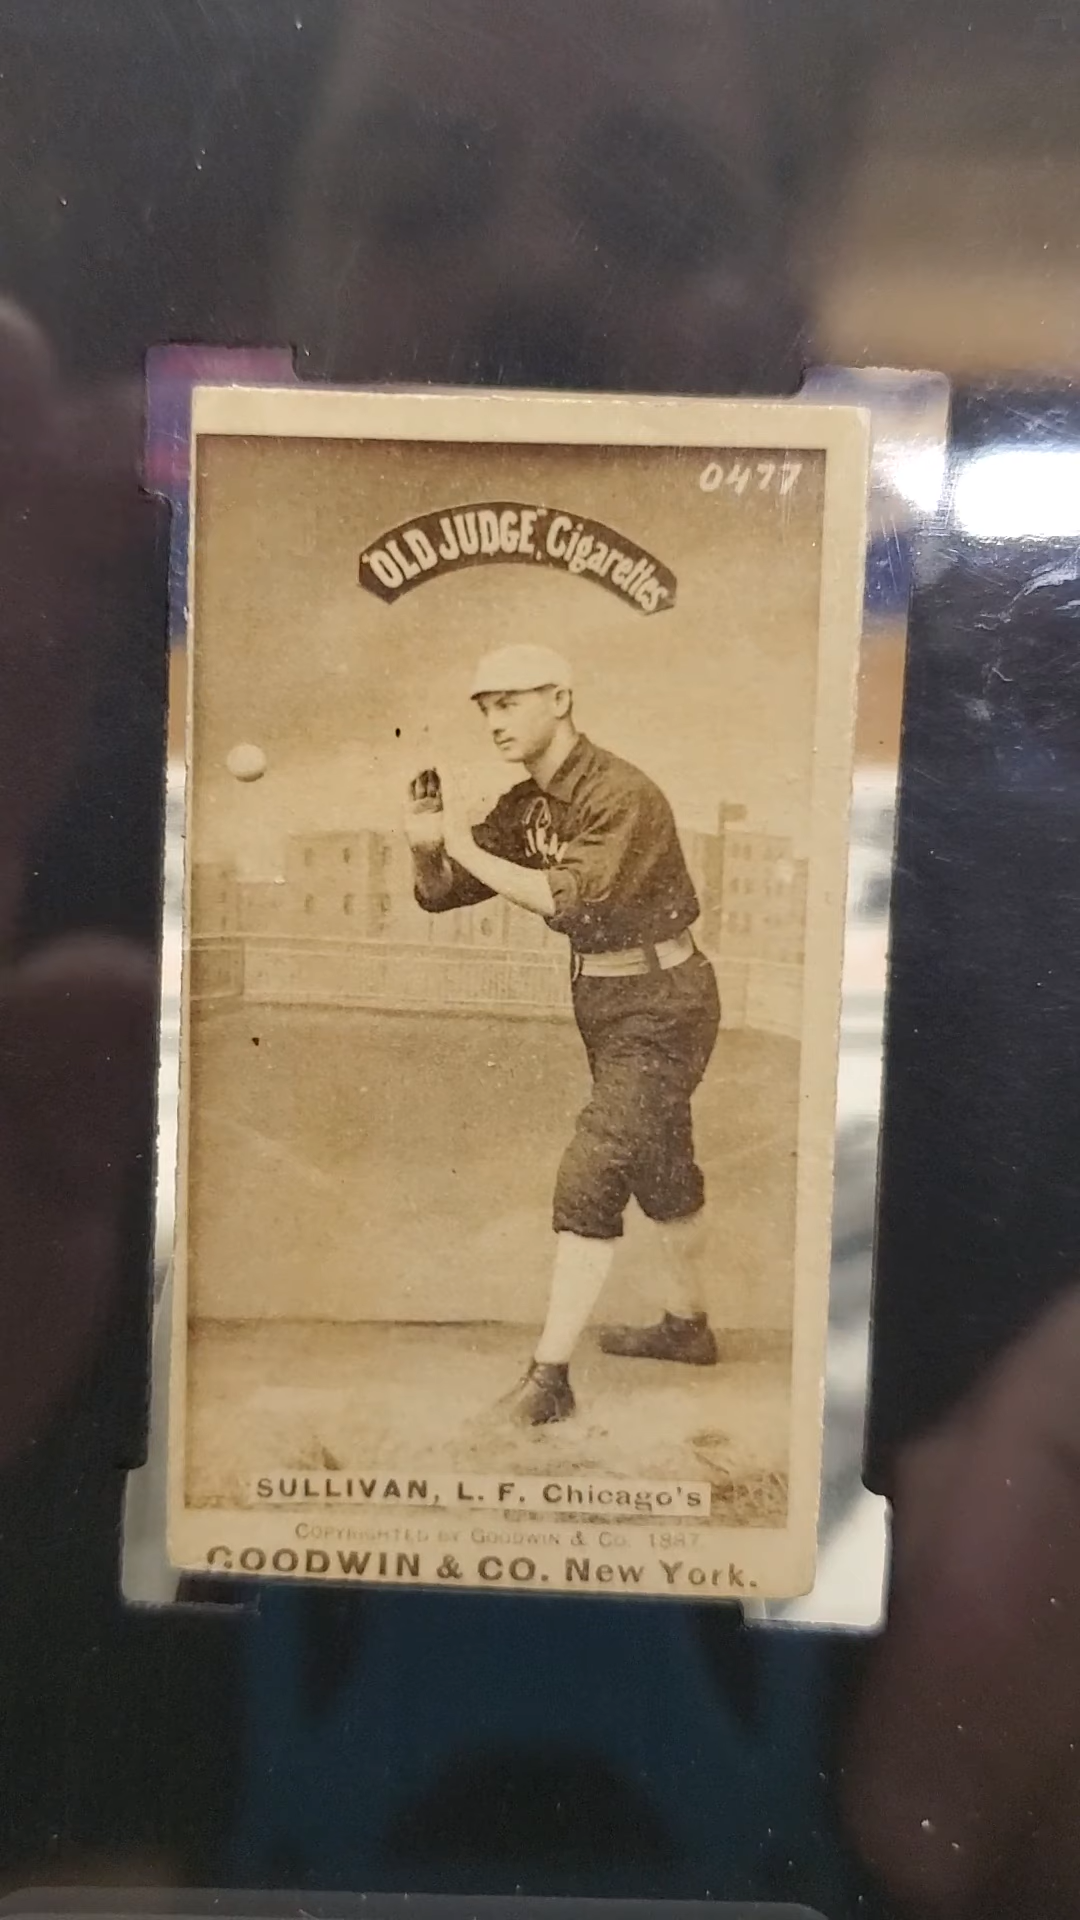 0477
"OLD JUDGE" Cigarettes
SULLIVAN, L. F. Chicago's
COPYRIGHTED BY GOODWIN & CO. 1887.
GOODWIN & CO. New York.